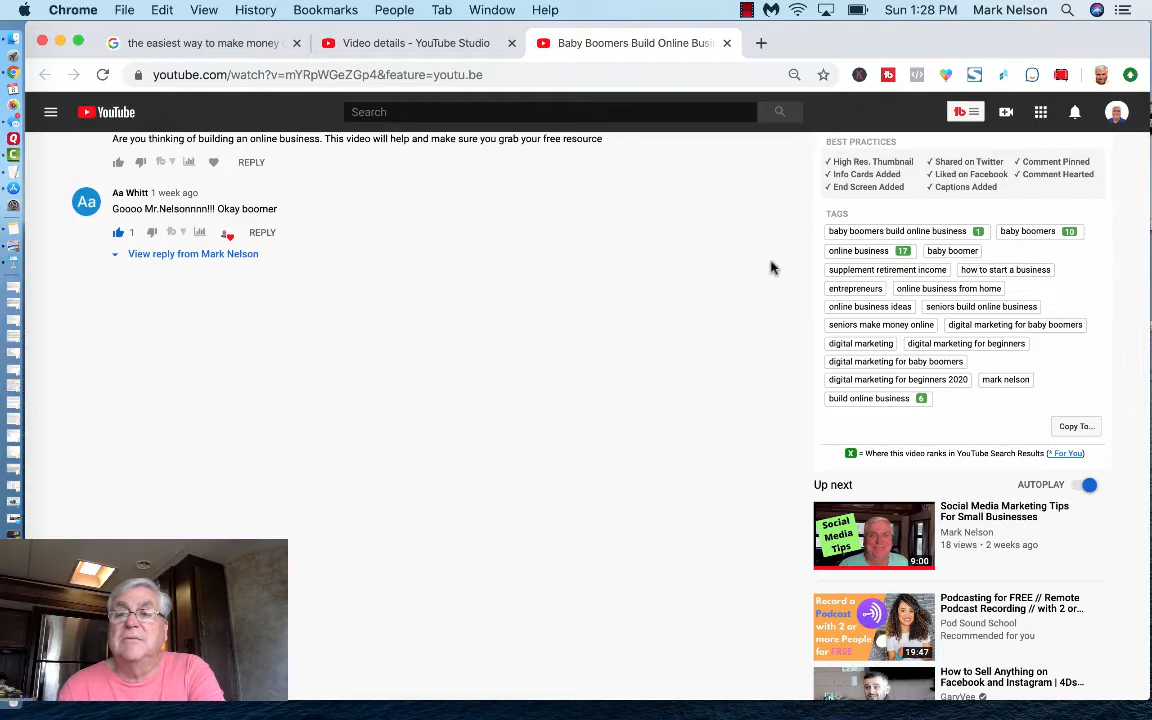 Chrome File Edit View History Bookmarks People Tab Window Help Sun 1:28 PM Mark Nelson
the easiest way to make money Video details - YouTube Studio Baby Boomers Build Online Busi
youtube.com/watch?v=mYRpWGeZGp4&feature=youtu.be
YouTube Search
Are you thinking of building an online business. This video will help and make sure you grab your free resource
REPLY
Aa Whitt 1 week ago
Aa
Goooo Mr.Nelsonnnn!!! Okay boomer
1 REPLY
View reply from Mark Nelson
BEST PRACTICES
✓ High Res. Thumbnail ✓ Shared on Twitter ✓ Comment Pinned
✓ Info Cards Added ✓ Liked on Facebook ✓ Comment Hearted
✓ End Screen Added ✓ Captions Added
TAGS
baby boomers build online business 1 baby boomers 10
online business 17 baby boomer
supplement retirement income how to start a business
entrepreneurs online business from home
online business ideas seniors build online business
seniors make money online digital marketing for baby boomers
digital marketing digital marketing for beginners
digital marketing for baby boomers
digital marketing for beginners 2020 mark nelson
build online business 6
Copy To...
X = Where this video ranks in YouTube Search Results (* For You)
Up next AUTOPLAY
Social Media Tips
9:00
Social Media Marketing Tips
For Small Businesses
Mark Nelson
18 views • 2 weeks ago
Record a
Podcast
with 2 or
more People
for FREE
19:47
Podcasting for FREE // Remote
Podcast Recording // with 2 or...
Pod Sound School
Recommended for you
How to Sell Anything on
Facebook and Instagram | 4Ds...
GaryVee